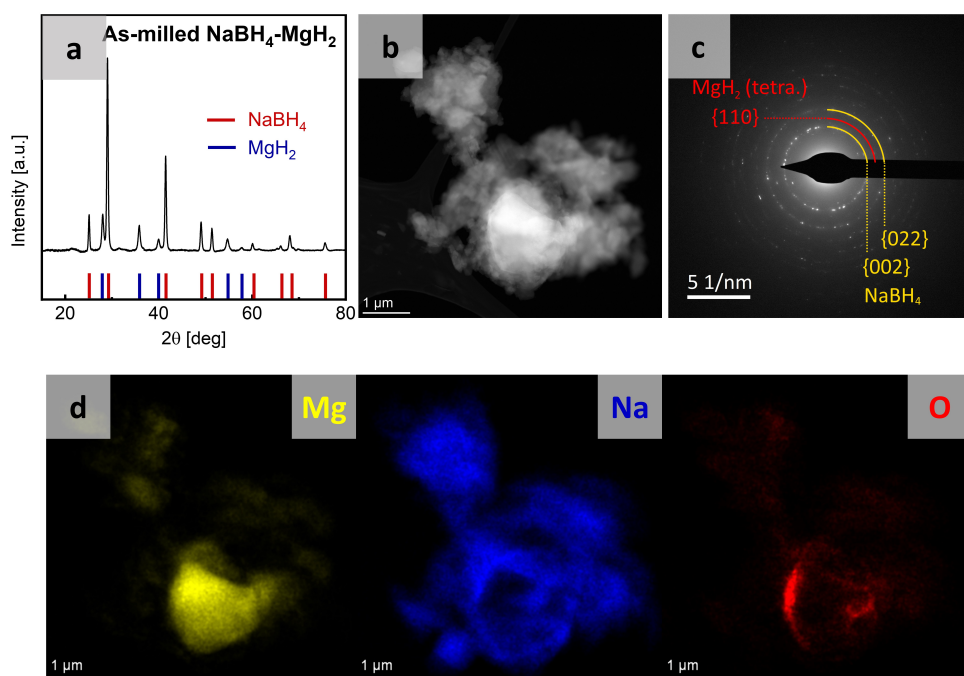 a
As-milled NaBH₄-MgH₂
Intensity [a.u.]
NaBH₄
MgH₂
20 40 60 80
2θ [deg]
b
1 μm
c
MgH₂ (tetra.)
{110}
{022}
{002}
NaBH₄
5 1/nm
d
Mg
1 μm
Na
1 μm
O
1 μm